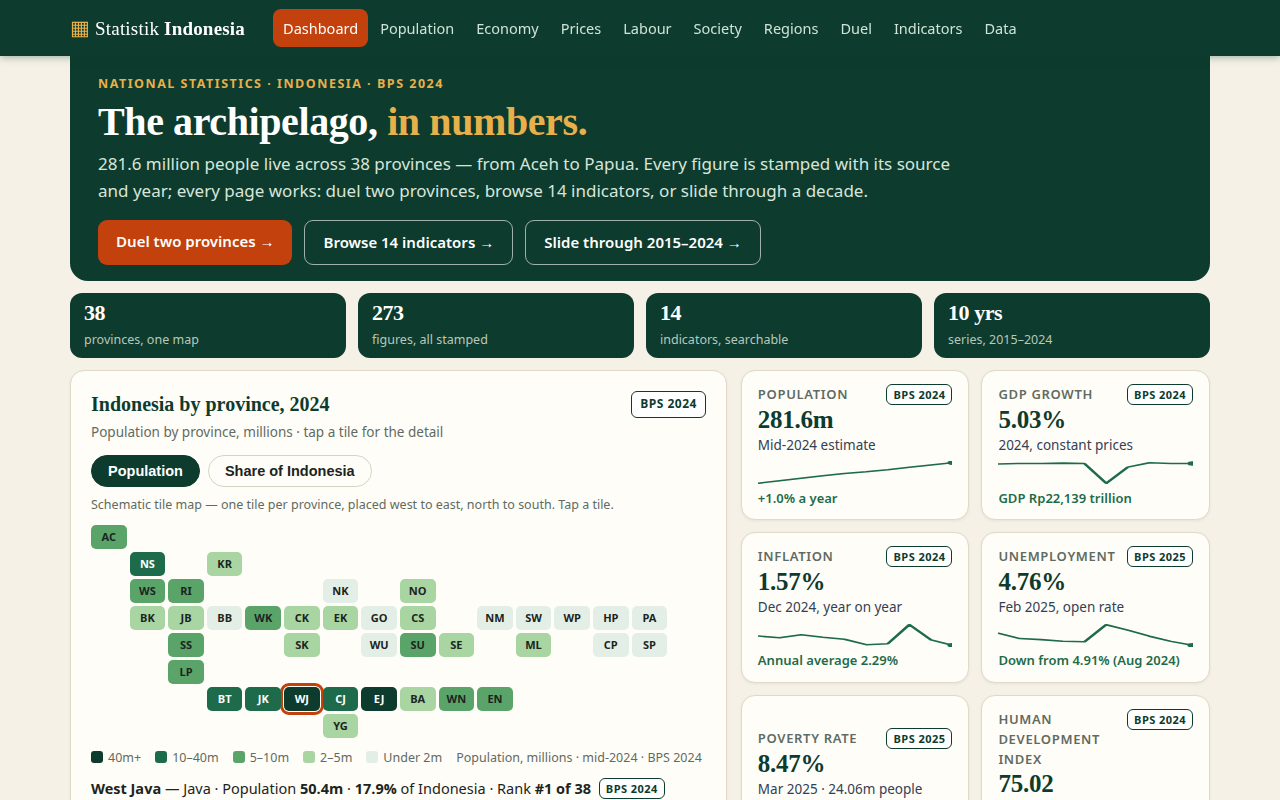 ▦ Statistik Indonesia Dashboard Population Economy Prices Labour Society Regions Duel Indicators Data
NATIONAL STATISTICS · INDONESIA · BPS 2024
The archipelago, in numbers.
281.6 million people live across 38 provinces — from Aceh to Papua. Every figure is stamped with its source
and year; every page works: duel two provinces, browse 14 indicators, or slide through a decade.
Duel two provinces → Browse 14 indicators → Slide through 2015–2024 →
38
provinces, one map
273
figures, all stamped
14
indicators, searchable
10 yrs
series, 2015–2024
Indonesia by province, 2024 BPS 2024
Population by province, millions · tap a tile for the detail
Population Share of Indonesia
Schematic tile map — one tile per province, placed west to east, north to south. Tap a tile.
AC
NS KR
WS RI NK NO
BK JB BB WK CK EK GO CS NM SW WP HP PA
SS SK WU SU SE ML CP SP
LP
BT JK WJ CJ EJ BA WN EN
YG
40m+ 10–40m 5–10m 2–5m Under 2m Population, millions · mid-2024 · BPS 2024
West Java — Java · Population 50.4m · 17.9% of Indonesia · Rank #1 of 38 BPS 2024
POPULATION BPS 2024
281.6m
Mid-2024 estimate
+1.0% a year
GDP GROWTH BPS 2024
5.03%
2024, constant prices
GDP Rp22,139 trillion
INFLATION BPS 2024
1.57%
Dec 2024, year on year
Annual average 2.29%
UNEMPLOYMENT BPS 2025
4.76%
Feb 2025, open rate
Down from 4.91% (Aug 2024)
POVERTY RATE BPS 2025
8.47%
Mar 2025 · 24.06m people
HUMAN BPS 2024
DEVELOPMENT
INDEX
75.02